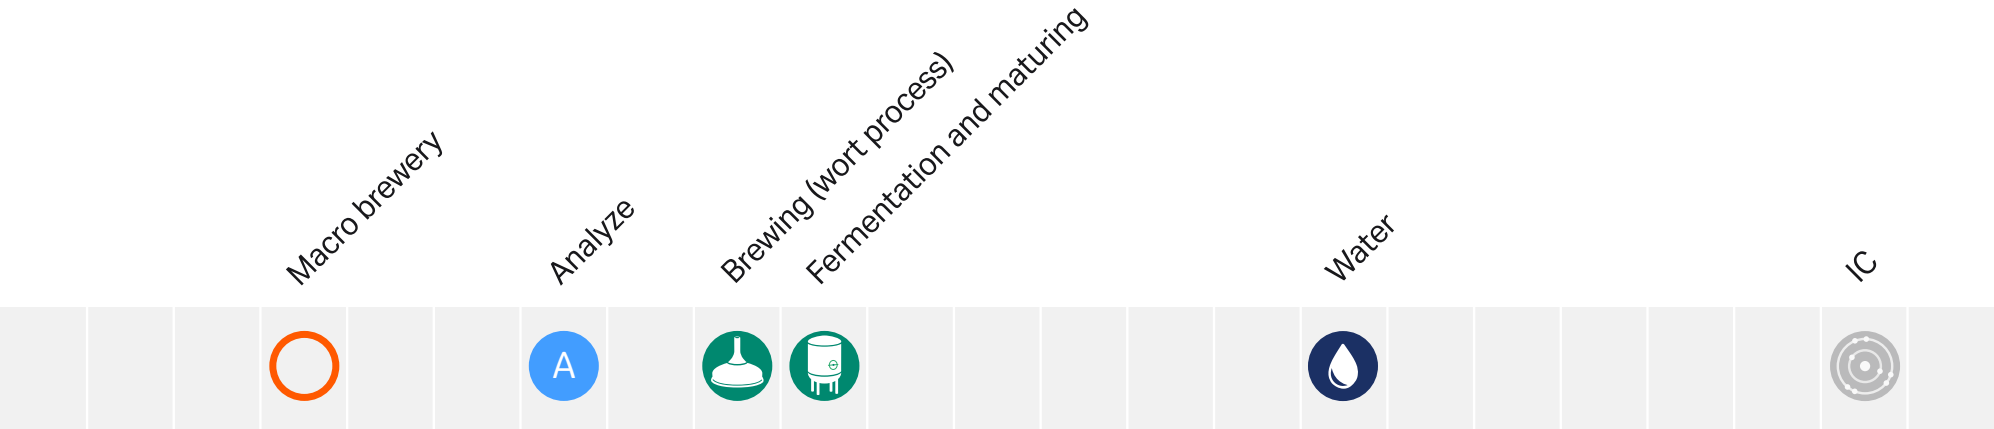 Macro brewery
Analyze
Brewing (wort process)
Fermentation and maturing
Water
IC
A